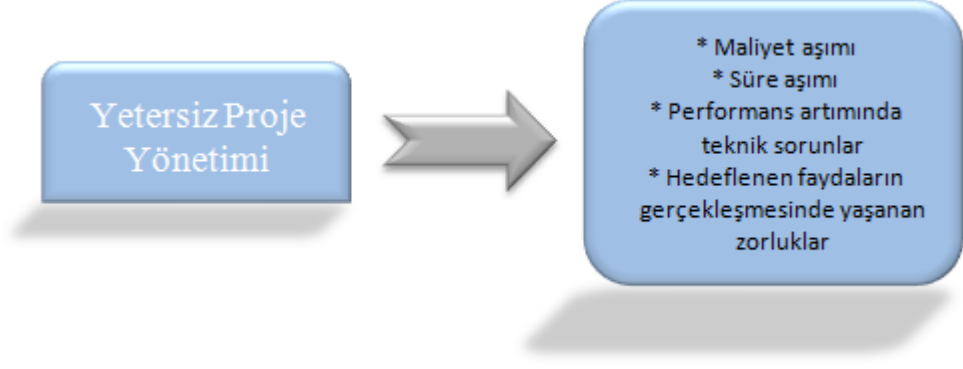 Yetersiz Proje
Yönetimi
* Maliyet aşımı
* Süre aşımı
* Performans artımında
teknik sorunlar
* Hedeflenen faydaların
gerçekleşmesinde yaşanan
zorluklar